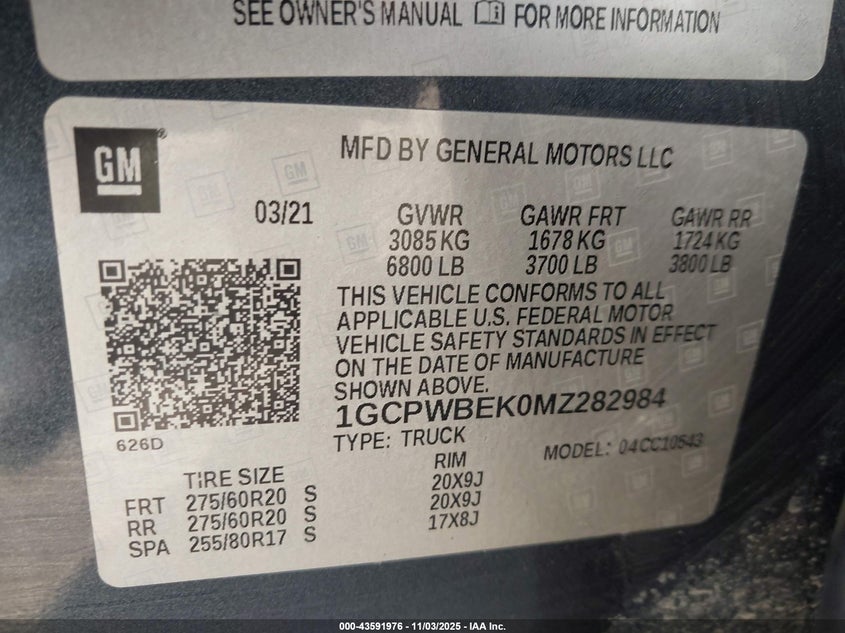 SEE OWNER'S MANUAL FOR MORE INFORMATION
GM®
MFD BY GENERAL MOTORS LLC
03/21
GVWR GAWR FRT GAWR RR
3085 KG 1678 KG 1724 KG
6800 LB 3700 LB 3800 LB
THIS VEHICLE CONFORMS TO ALL
APPLICABLE U.S. FEDERAL MOTOR
VEHICLE SAFETY STANDARDS IN EFFECT
ON THE DATE OF MANUFACTURE
SHOWN ABOVE.
1GCPWBEK0MZ282984
626D
TYPE: TRUCK MODEL: 04CC10543
TIRE SIZE RIM
FRT 275/60R20 S 20X9J
RR 275/60R20 S 20X9J
SPA 255/80R17 S 17X8J
000-43591976 - 11/03/2025 - IAA Inc.